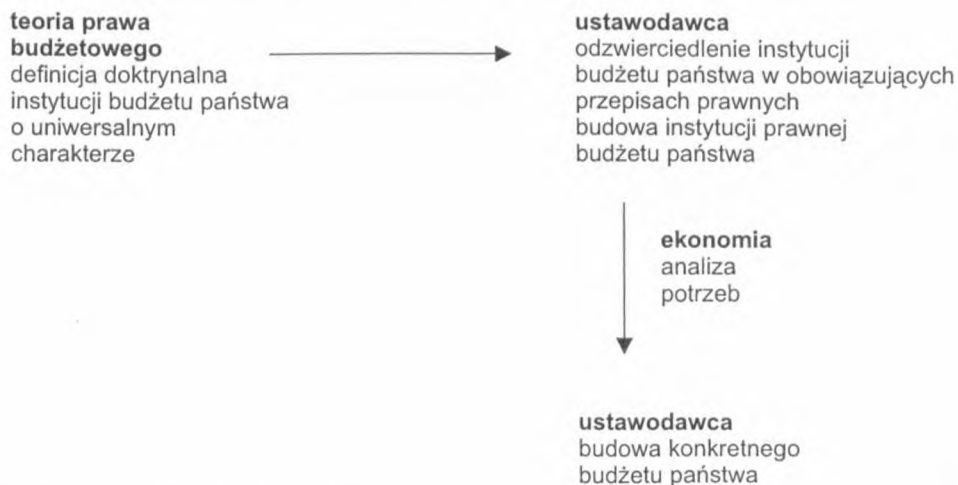 teoria prawa
budżetowego
definicja doktrynalna
instytucji budżetu państwa
o uniwersalnym
charakterze
ustawodawca
odzwierciedlenie instytucji
budżetu państwa w obowiązujących
przepisach prawnych
budowa instytucji prawnej
budżetu państwa
ekonomia
analiza
potrzeb
ustawodawca
budowa konkretnego
budżetu państwa